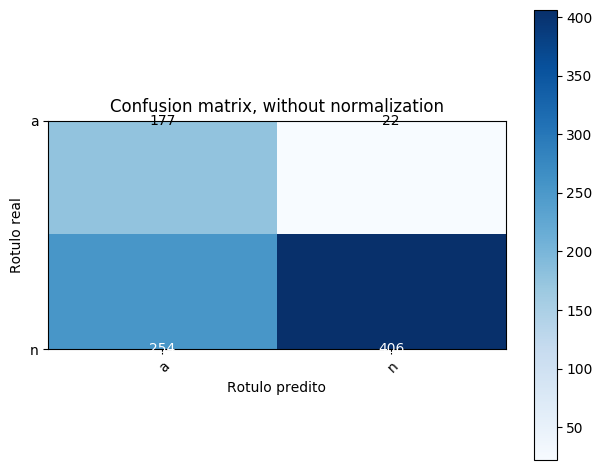 Confusion matrix, without normalization
a
177 22
Rotulo real
n
254 406
a n
Rotulo predito
400
350
300
250
200
150
100
50